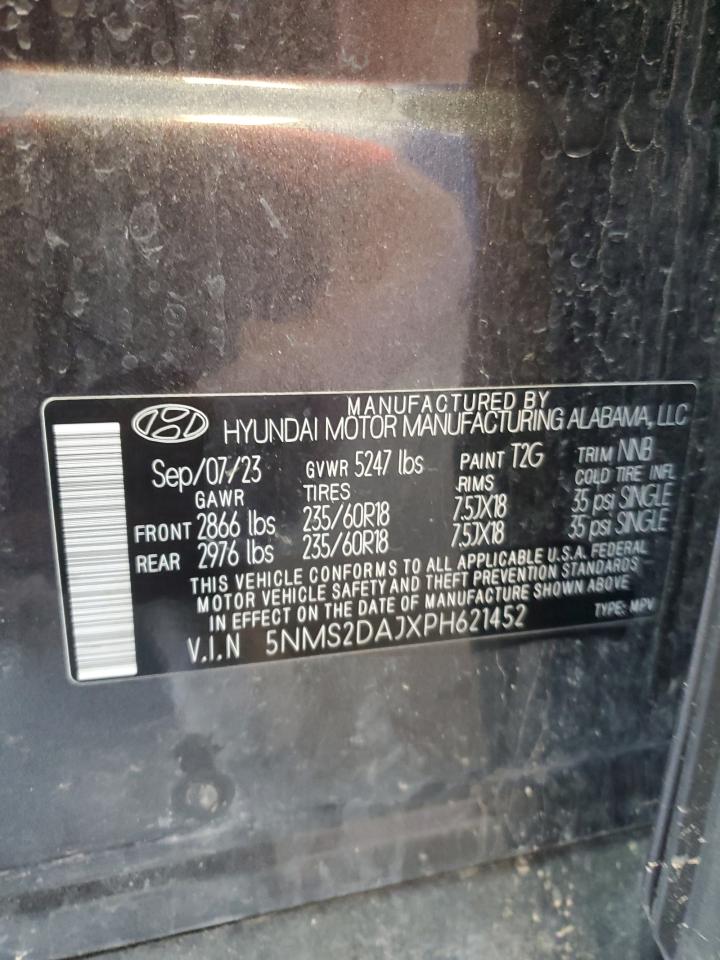 MANUFACTURED BY
HYUNDAI MOTOR MANUFACTURING ALABAMA, LLC
Sep/07/23 GVWR 5247 lbs PAINT T2G TRIM NNB
GAWR TIRES RIMS COLD TIRE INFL
FRONT 2866 lbs 235/60R18 7.5JX18 35 psi SINGLE
REAR 2976 lbs 235/60R18 7.5JX18 35 psi SINGLE
THIS VEHICLE CONFORMS TO ALL APPLICABLE U.S.A. FEDERAL
MOTOR VEHICLE SAFETY AND THEFT PREVENTION STANDARDS
IN EFFECT ON THE DATE OF MANUFACTURE SHOWN ABOVE
V.I.N 5NMS2DAJXPH621452 TYPE: MPV